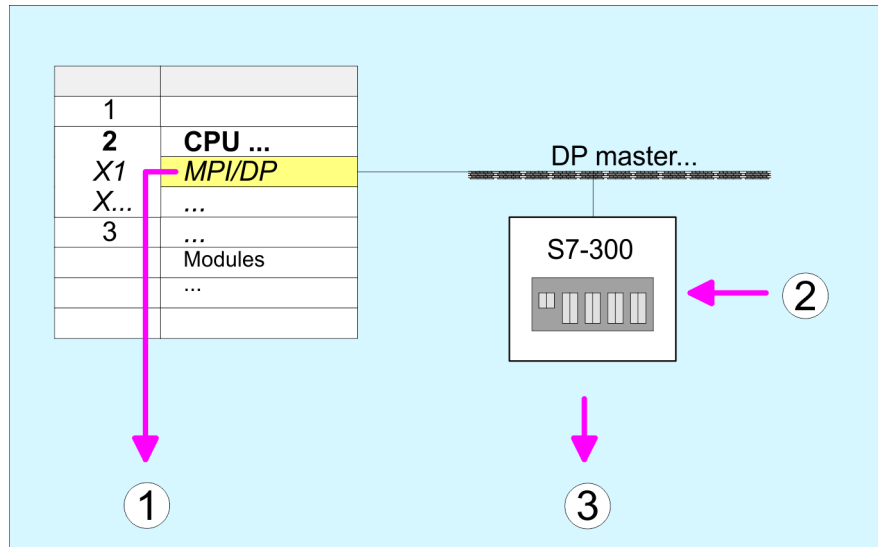 1
2 CPU ...
X1 MPI/DP
X... ...
3 ...
Modules
...
DP master...
S7-300
2
1
3